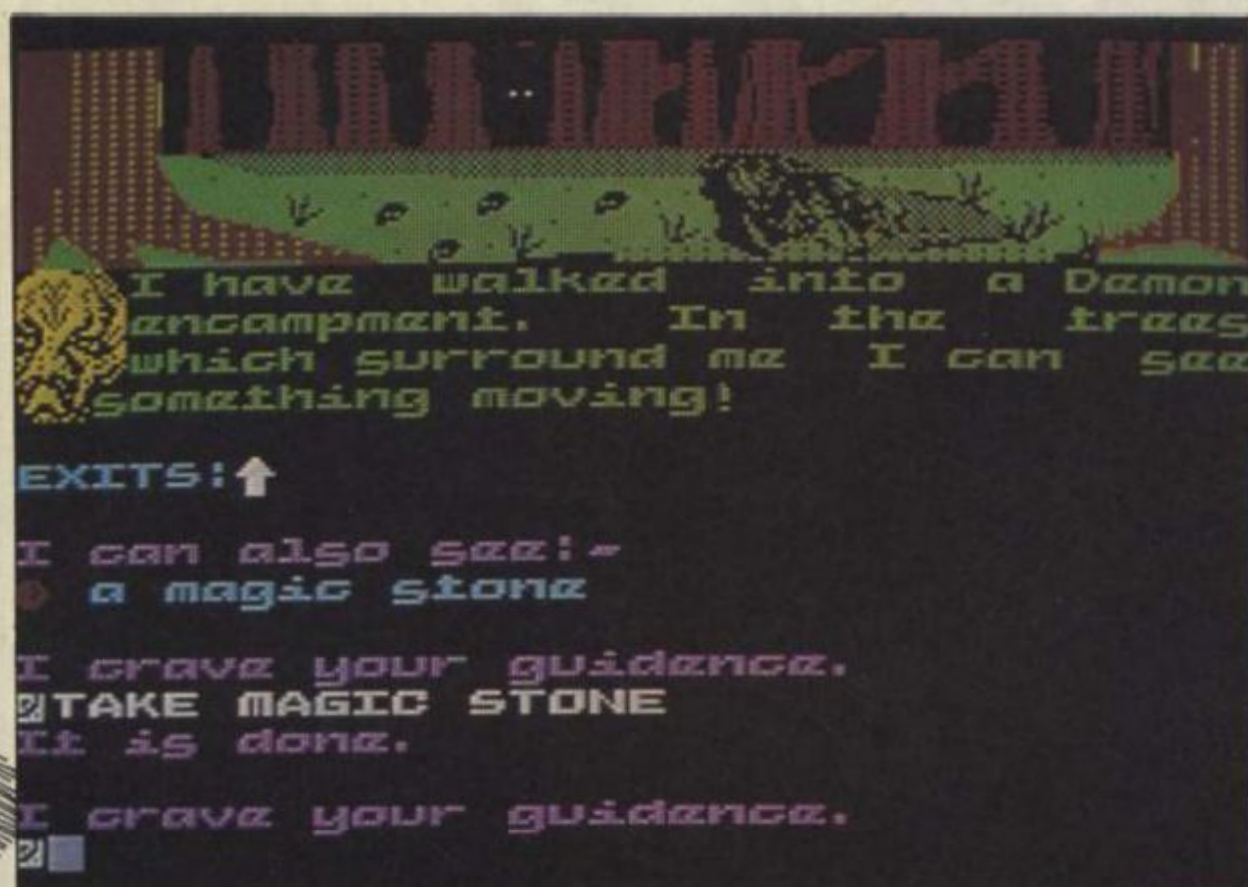 I have walked into a Demon
encampment. In the trees
which surround me I can see
something moving!
EXITS:
I can also see:-
a magic stone
I crave your guidence.
TAKE MAGIC STONE
It is done.
I crave your guidence.